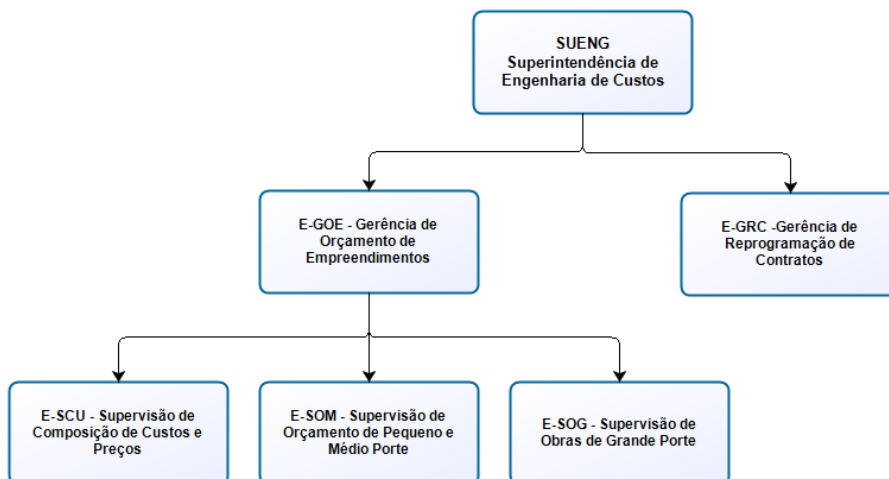 SUENG
Superintendência de
Engenharia de Custos
E-GOE - Gerência de
Orçamento de
Empreendimentos
E-GRC -Gerência de
Reprogramação de
Contratos
E-SCU - Supervisão de
Composição de Custos e
Preços
E-SOM - Supervisão de
Orçamento de Pequeno e
Médio Porte
E-SOG - Supervisão de
Obras de Grande Porte